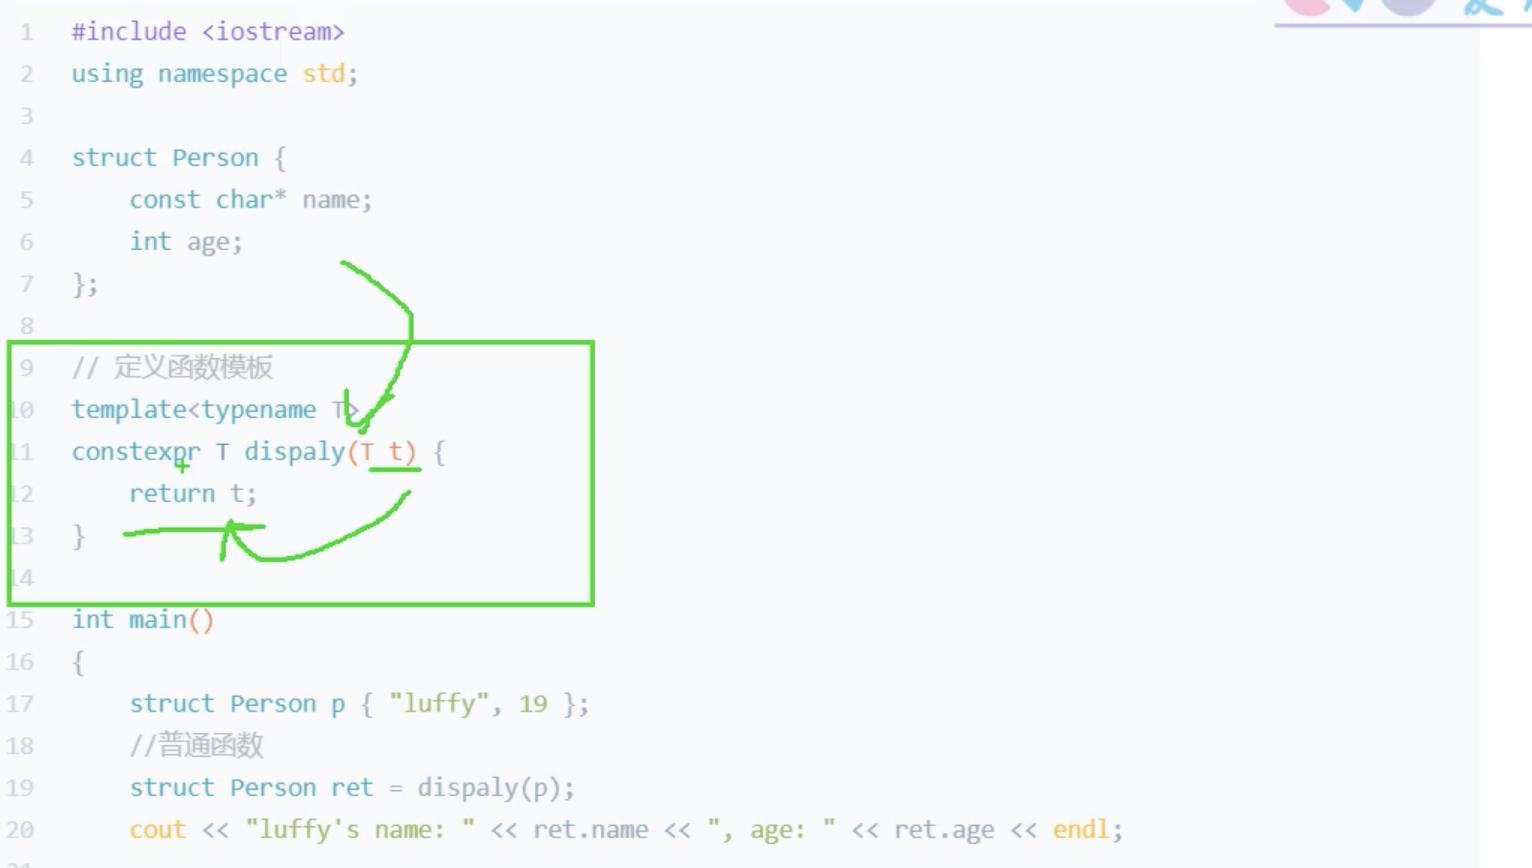 1 #include <iostream>
2 using namespace std;
3
4 struct Person {
5     const char* name;
6     int age;
7 };
8
9 // 定义函数模板
10 template<typename T>
11 constexpr T dispaly(T t) {
12     return t;
13 }
14
15 int main()
16 {
17     struct Person p { "luffy", 19 };
18     //普通函数
19     struct Person ret = dispaly(p);
20     cout << "luffy's name: " << ret.name << ", age: " << ret.age << endl;